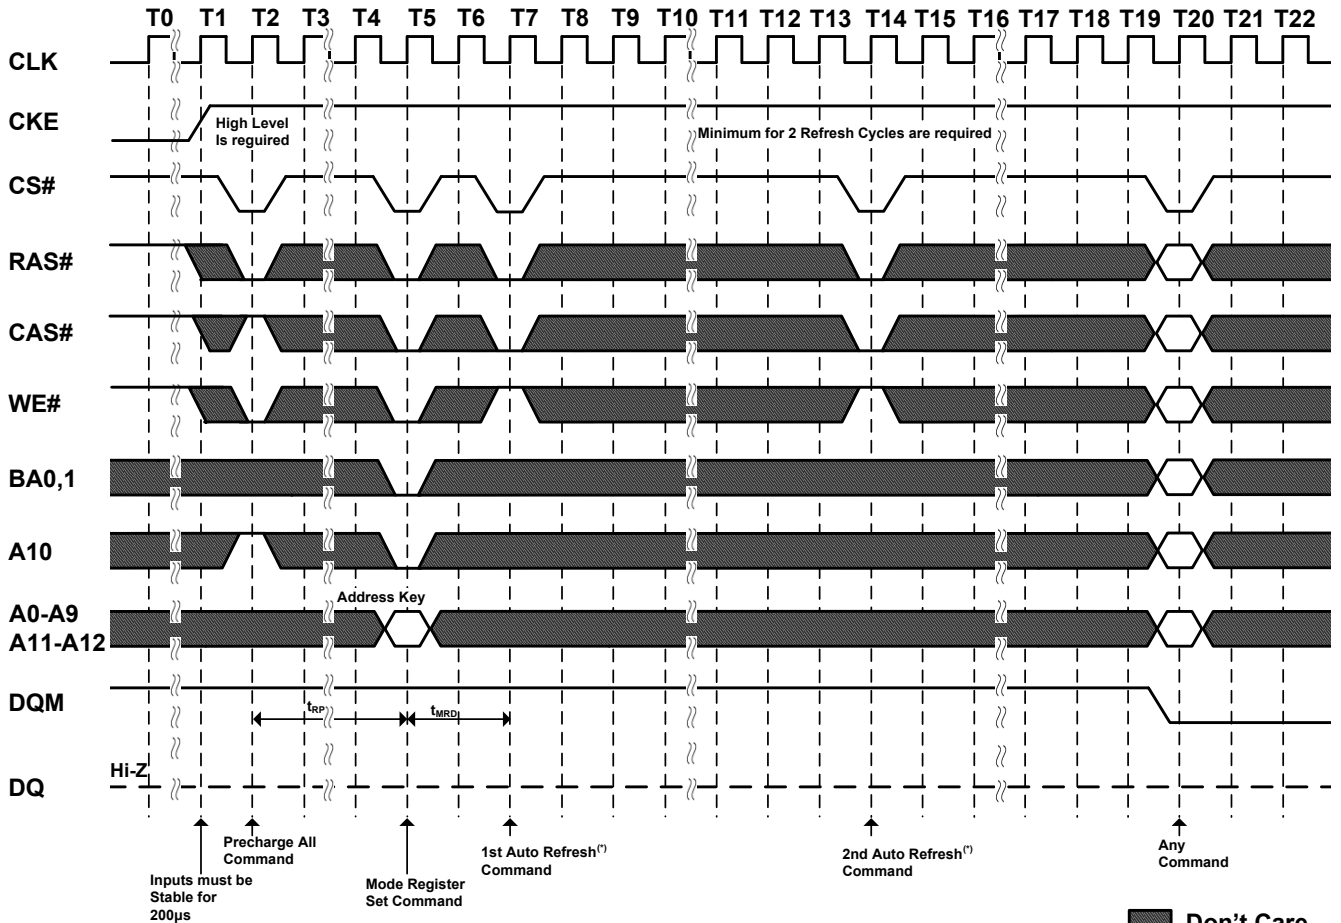 T0 T1 T2 T3 T4 T5 T6 T7 T8 T9 T10 T11 T12 T13 T14 T15 T16 T17 T18 T19 T20 T21 T22
CLK
CKE
High Level
Is reguired
Minimum for 2 Refresh Cycles are required
CS#
RAS#
CAS#
WE#
BA0,1
A10
Address Key
A0-A9
A11-A12
DQM
tRP
tMRD
Hi-Z
DQ
Inputs must be
Stable for
200µs
Precharge All
Command
Mode Register
Set Command
1st Auto Refresh(*)
Command
2nd Auto Refresh(*)
Command
Any
Command
Don't Care